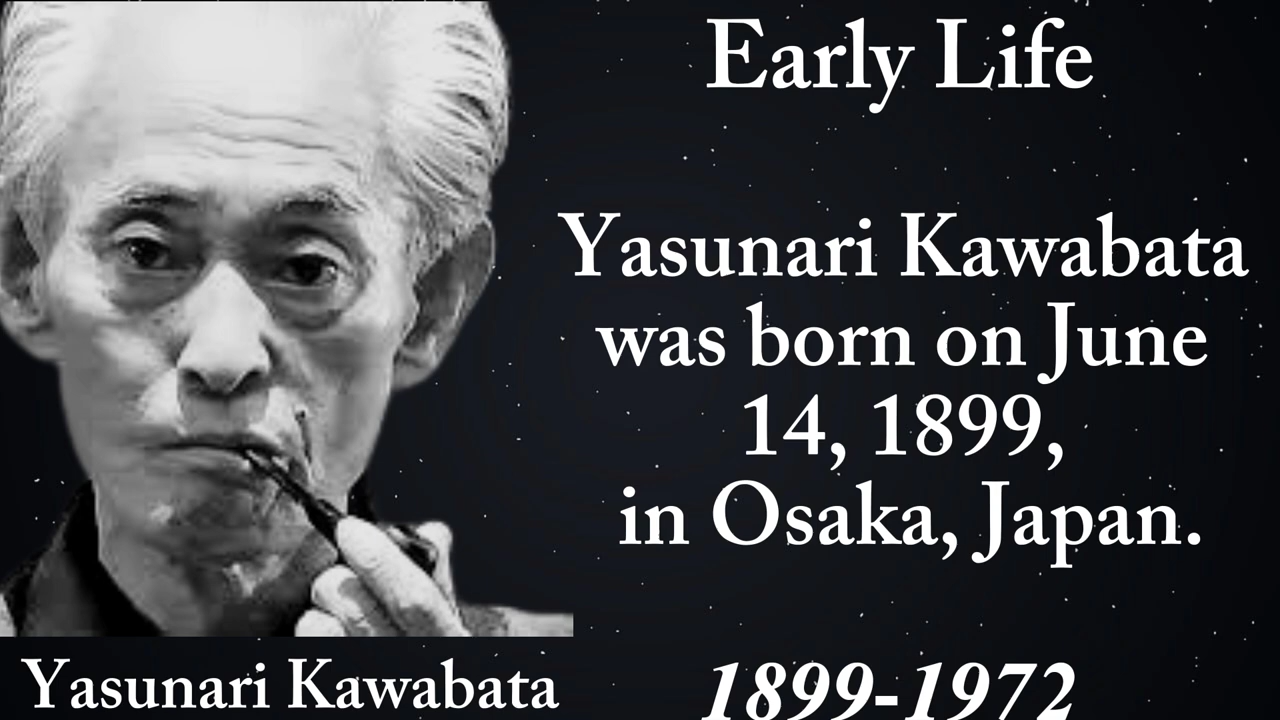 Early Life
Yasunari Kawabata
was born on June
14, 1899,
in Osaka, Japan.
Yasunari Kawabata
1899-1972